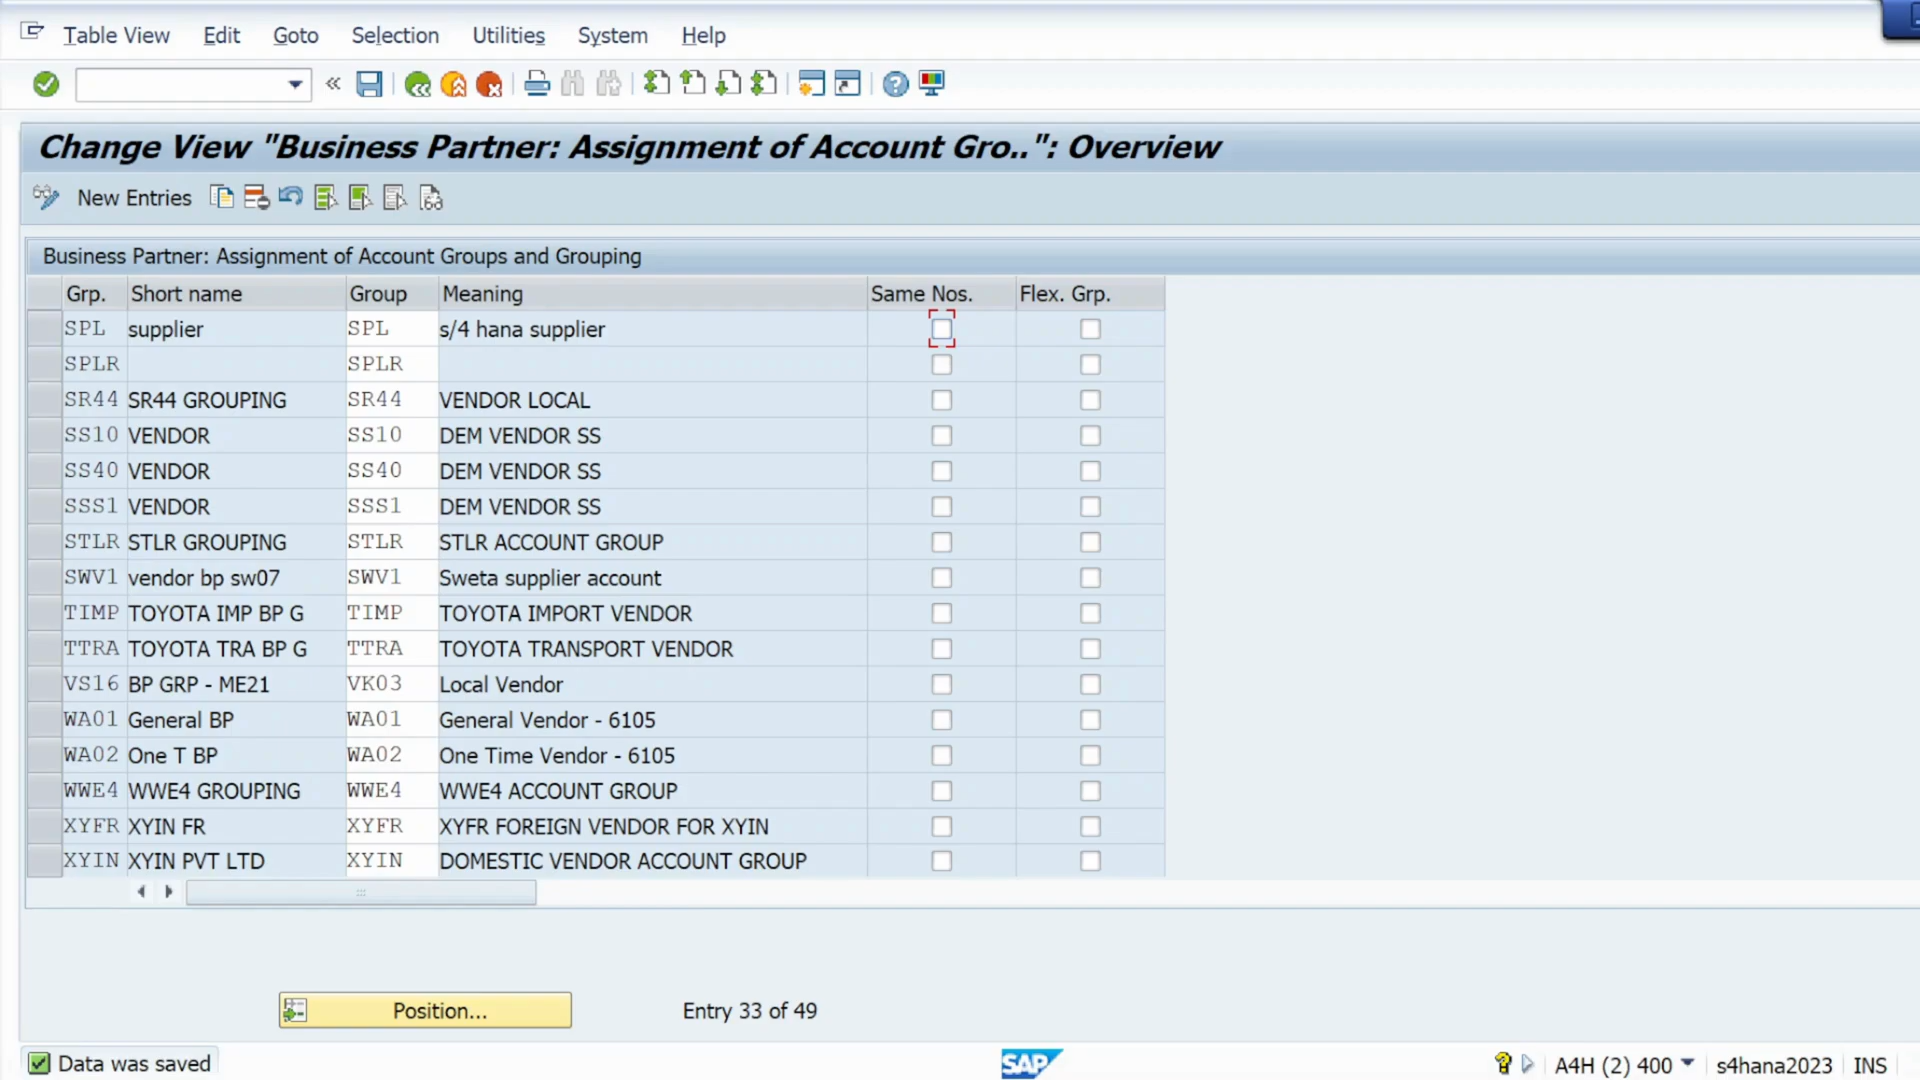 Table View Edit Goto Selection Utilities System Help
Change View "Business Partner: Assignment of Account Gro..": Overview
New Entries
Business Partner: Assignment of Account Groups and Grouping
Grp. Short name Group Meaning Same Nos. Flex. Grp.
SPL supplier SPL s/4 hana supplier
SPLR SPLR
SR44 SR44 GROUPING SR44 VENDOR LOCAL
SS10 VENDOR SS10 DEM VENDOR SS
SS40 VENDOR SS40 DEM VENDOR SS
SSS1 VENDOR SSS1 DEM VENDOR SS
STLR STLR GROUPING STLR STLR ACCOUNT GROUP
SWV1 vendor bp sw07 SWV1 Sweta supplier account
TIMP TOYOTA IMP BP G TIMP TOYOTA IMPORT VENDOR
TTRA TOYOTA TRA BP G TTRA TOYOTA TRANSPORT VENDOR
VS16 BP GRP - ME21 VK03 Local Vendor
WA01 General BP WA01 General Vendor - 6105
WA02 One T BP WA02 One Time Vendor - 6105
WWE4 WWE4 GROUPING WWE4 WWE4 ACCOUNT GROUP
XYFR XYIN FR XYFR XYFR FOREIGN VENDOR FOR XYIN
XYIN XYIN PVT LTD XYIN DOMESTIC VENDOR ACCOUNT GROUP
Position... Entry 33 of 49
Data was saved SAP A4H (2) 400 s4hana2023 INS